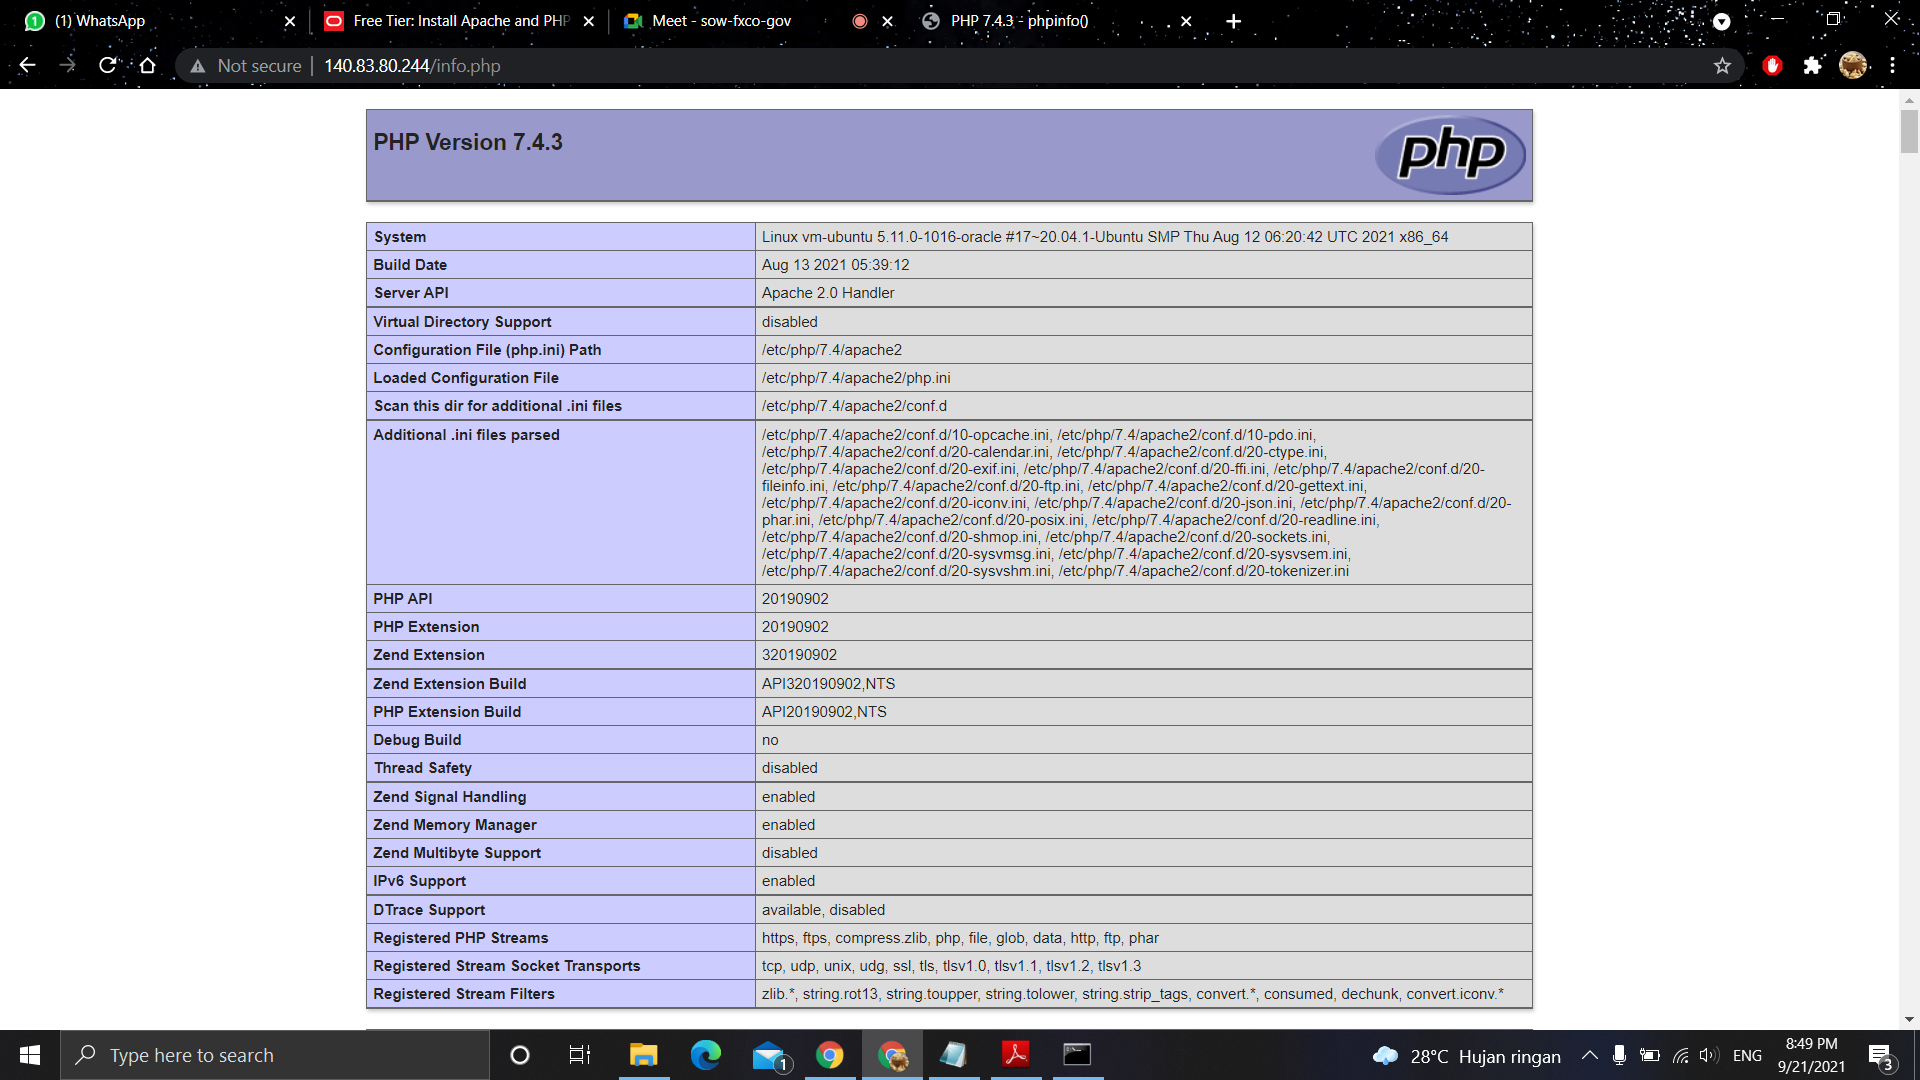 (1) WhatsApp
Free Tier: Install Apache and PHP
Meet - sow-fxco-gov
PHP 7.4.3 - phpinfo()
Not secure | 140.83.80.244/info.php
PHP Version 7.4.3
php
System Linux vm-ubuntu 5.11.0-1016-oracle #17~20.04.1-Ubuntu SMP Thu Aug 12 06:20:42 UTC 2021 x86_64
Build Date Aug 13 2021 05:39:12
Server API Apache 2.0 Handler
Virtual Directory Support disabled
Configuration File (php.ini) Path /etc/php/7.4/apache2
Loaded Configuration File /etc/php/7.4/apache2/php.ini
Scan this dir for additional .ini files /etc/php/7.4/apache2/conf.d
Additional .ini files parsed /etc/php/7.4/apache2/conf.d/10-opcache.ini, /etc/php/7.4/apache2/conf.d/10-pdo.ini,
/etc/php/7.4/apache2/conf.d/20-calendar.ini, /etc/php/7.4/apache2/conf.d/20-ctype.ini,
/etc/php/7.4/apache2/conf.d/20-exif.ini, /etc/php/7.4/apache2/conf.d/20-ffi.ini, /etc/php/7.4/apache2/conf.d/20-
fileinfo.ini, /etc/php/7.4/apache2/conf.d/20-ftp.ini, /etc/php/7.4/apache2/conf.d/20-gettext.ini,
/etc/php/7.4/apache2/conf.d/20-iconv.ini, /etc/php/7.4/apache2/conf.d/20-json.ini, /etc/php/7.4/apache2/conf.d/20-
phar.ini, /etc/php/7.4/apache2/conf.d/20-posix.ini, /etc/php/7.4/apache2/conf.d/20-readline.ini,
/etc/php/7.4/apache2/conf.d/20-shmop.ini, /etc/php/7.4/apache2/conf.d/20-sockets.ini,
/etc/php/7.4/apache2/conf.d/20-sysvmsg.ini, /etc/php/7.4/apache2/conf.d/20-sysvsem.ini,
/etc/php/7.4/apache2/conf.d/20-sysvshm.ini, /etc/php/7.4/apache2/conf.d/20-tokenizer.ini
PHP API 20190902
PHP Extension 20190902
Zend Extension 320190902
Zend Extension Build API320190902,NTS
PHP Extension Build API20190902,NTS
Debug Build no
Thread Safety disabled
Zend Signal Handling enabled
Zend Memory Manager enabled
Zend Multibyte Support disabled
IPv6 Support enabled
DTrace Support available, disabled
Registered PHP Streams https, ftps, compress.zlib, php, file, glob, data, http, ftp, phar
Registered Stream Socket Transports tcp, udp, unix, udg, ssl, tls, tlsv1.0, tlsv1.1, tlsv1.2, tlsv1.3
Registered Stream Filters zlib.*, string.rot13, string.toupper, string.tolower, string.strip_tags, convert.*, consumed, dechunk, convert.iconv.*
Type here to search
1
28°C Hujan ringan
ENG
8:49 PM
9/21/2021
3